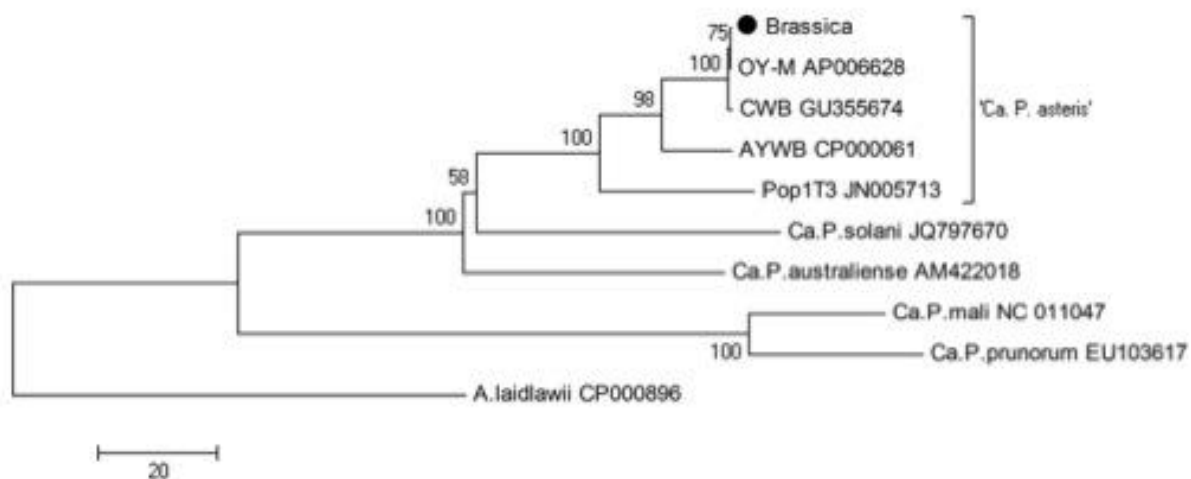 75
Brassica
100
OY-M AP006628
98
CWB GU355674
'Ca. P. asteris'
100
AYWB CP000061
58
Pop1T3 JN005713
100
Ca.P.solani JQ797670
Ca.P.australiense AM422018
Ca.P.mali NC 011047
100
Ca.P.prunorum EU103617
A.laidlawii CP000896
20